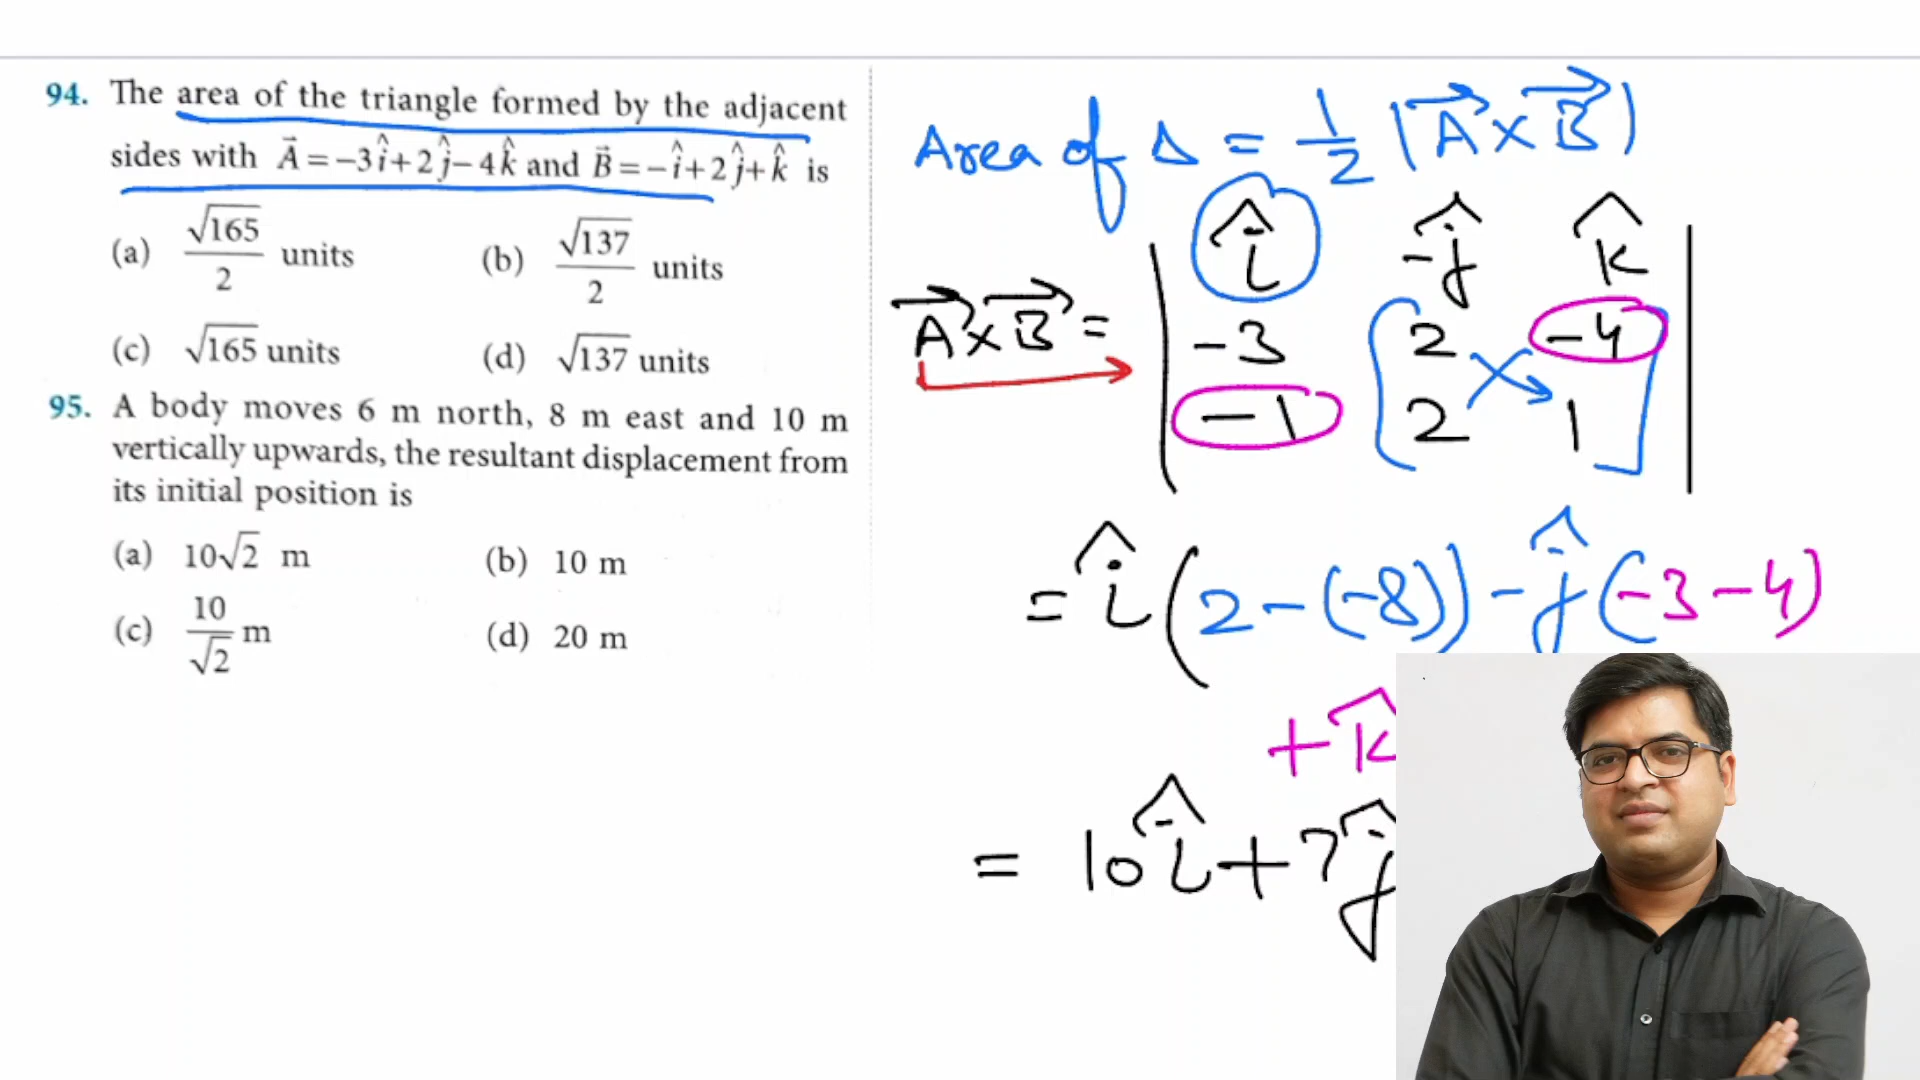 94. The area of the triangle formed by the adjacent
sides with A⃗ = −3î + 2ĵ − 4k̂ and B⃗ = −î + 2ĵ + k̂ is
(a) √165/2 units (b) √137/2 units
(c) √165 units (d) √137 units
95. A body moves 6 m north, 8 m east and 10 m
vertically upwards, the resultant displacement from
its initial position is
(a) 10√2 m (b) 10 m
(c) 10/√2 m (d) 20 m
Area of Δ = 1/2 |A⃗ × B⃗|
î −ĵ k̂
A⃗ × B⃗ = −3 2 −4
−1 2 1
= î (2 − (−8)) − ĵ (−3 − 4)
+ k̂
= 10 î + 7 ĵ